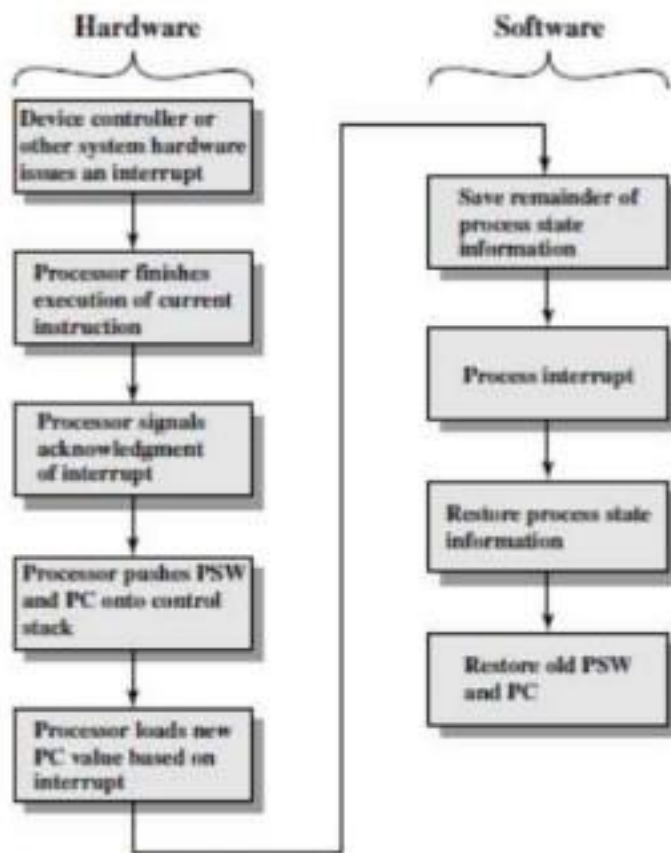 Hardware
Device controller or
other system hardware
issues an interrupt
Processor finishes
execution of current
instruction
Processor signals
acknowledgment
of interrupt
Processor pushes PSW
and PC onto control
stack
Processor loads new
PC value based on
interrupt
Software
Save remainder of
process state
information
Process interrupt
Restore process state
information
Restore old PSW
and PC